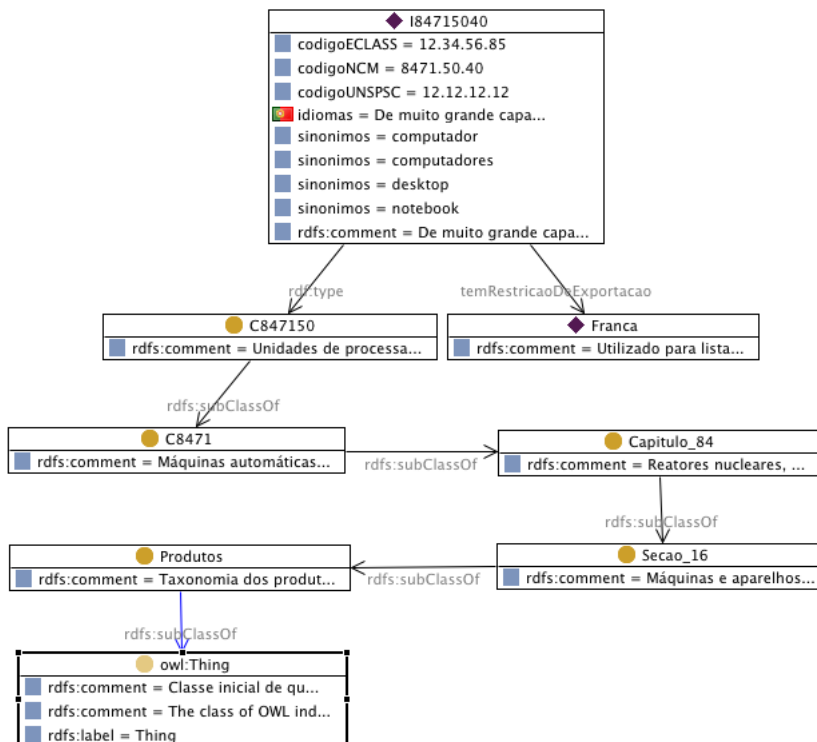 I84715040
codigoECLASS = 12.34.56.85
codigoNCM = 8471.50.40
codigoUNSPSC = 12.12.12.12
idiomas = De muito grande capa...
sinonimos = computador
sinonimos = computadores
sinonimos = desktop
sinonimos = notebook
rdfs:comment = De muito grande capa...
rdf:type
temRestricaoDeExportacao
C847150
rdfs:comment = Unidades de processa...
Franca
rdfs:comment = Utilizado para lista...
rdfs:subClassOf
C8471
rdfs:comment = Máquinas automáticas...
rdfs:subClassOf
Capitulo_84
rdfs:comment = Reatores nucleares, ...
rdfs:subClassOf
Secao_16
rdfs:comment = Máquinas e aparelhos...
rdfs:subClassOf
Produtos
rdfs:comment = Taxonomia dos produt...
rdfs:subClassOf
owl:Thing
rdfs:comment = Classe inicial de qu...
rdfs:comment = The class of OWL ind...
rdfs:label = Thing